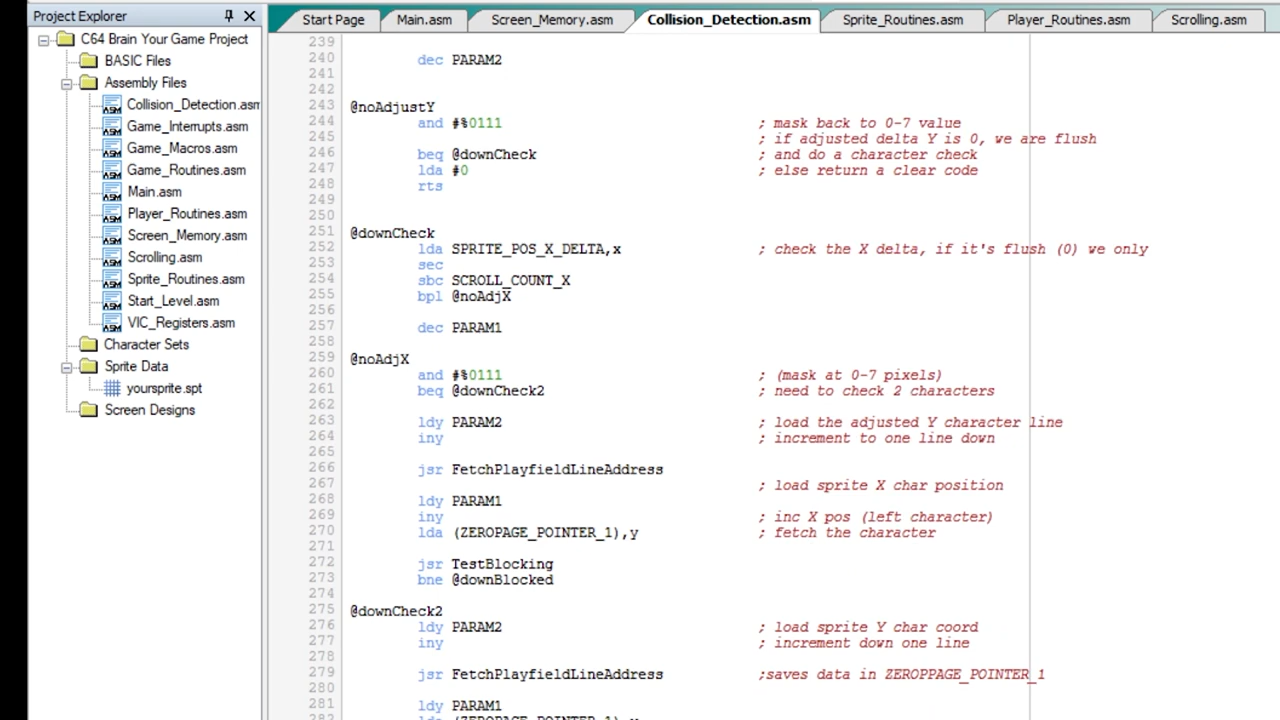 Project Explorer
C64 Brain Your Game Project
BASIC Files
Assembly Files
Collision_Detection.asm
Game_Interrupts.asm
Game_Macros.asm
Game_Routines.asm
Main.asm
Player_Routines.asm
Screen_Memory.asm
Scrolling.asm
Sprite_Routines.asm
Start_Level.asm
VIC_Registers.asm
Character Sets
Sprite Data
yoursprite.spt
Screen Designs
Start Page Main.asm Screen_Memory.asm Collision_Detection.asm Sprite_Routines.asm Player_Routines.asm Scrolling.asm
239
240 dec PARAM2
241
242
243 @noAdjustY
244 and #%0111 ; mask back to 0-7 value
245 ; if adjusted delta Y is 0, we are flush
246 beq @downCheck ; and do a character check
247 lda #0 ; else return a clear code
248 rts
249
250
251 @downCheck
252 lda SPRITE_POS_X_DELTA,x ; check the X delta, if it's flush (0) we only
253 sec
254 sbc SCROLL_COUNT_X
255 bpl @noAdjX
256
257 dec PARAM1
258
259 @noAdjX
260 and #%0111 ; (mask at 0-7 pixels)
261 beq @downCheck2 ; need to check 2 characters
262
263 ldy PARAM2 ; load the adjusted Y character line
264 iny ; increment to one line down
265
266 jsr FetchPlayfieldLineAddress
267 ; load sprite X char position
268 ldy PARAM1
269 iny ; inc X pos (left character)
270 lda (ZEROPAGE_POINTER_1),y ; fetch the character
271
272 jsr TestBlocking
273 bne @downBlocked
274
275 @downCheck2
276 ldy PARAM2 ; load sprite Y char coord
277 iny ; increment down one line
278
279 jsr FetchPlayfieldLineAddress ;saves data in ZEROPPAGE_POINTER_1
280
281 ldy PARAM1
282 lda (ZEROPAGE_POINTER_1),y